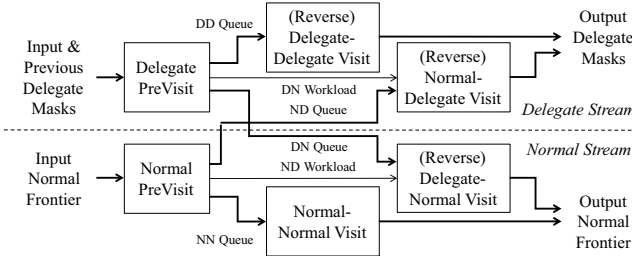 DD Queue
(Reverse)
Delegate-
Delegate Visit
Output
Delegate
Masks
Input &
Previous
Delegate
Masks
Delegate
PreVisit
(Reverse)
Normal-
Delegate Visit
DN Workload
ND Queue
Delegate Stream
Normal Stream
Input
Normal
Frontier
Normal
PreVisit
DN Queue
ND Workload
(Reverse)
Delegate-
Normal Visit
NN Queue
Normal-
Normal Visit
Output
Normal
Frontier